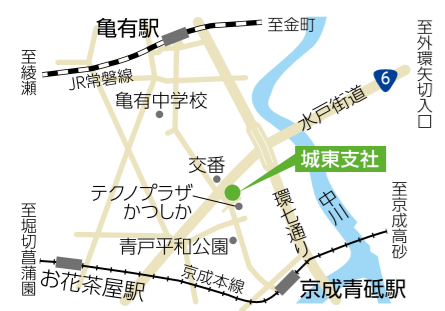 亀有駅
至金町
至外環矢切入口
至綾瀬
JR常磐線
6
水戸街道
亀有中学校
交番
城東支社
テクノプラザ
かつしか
環七通り
中川
至京成高砂
至堀切菖蒲園
青戸平和公園
お花茶屋駅
京成本線
京成青砥駅